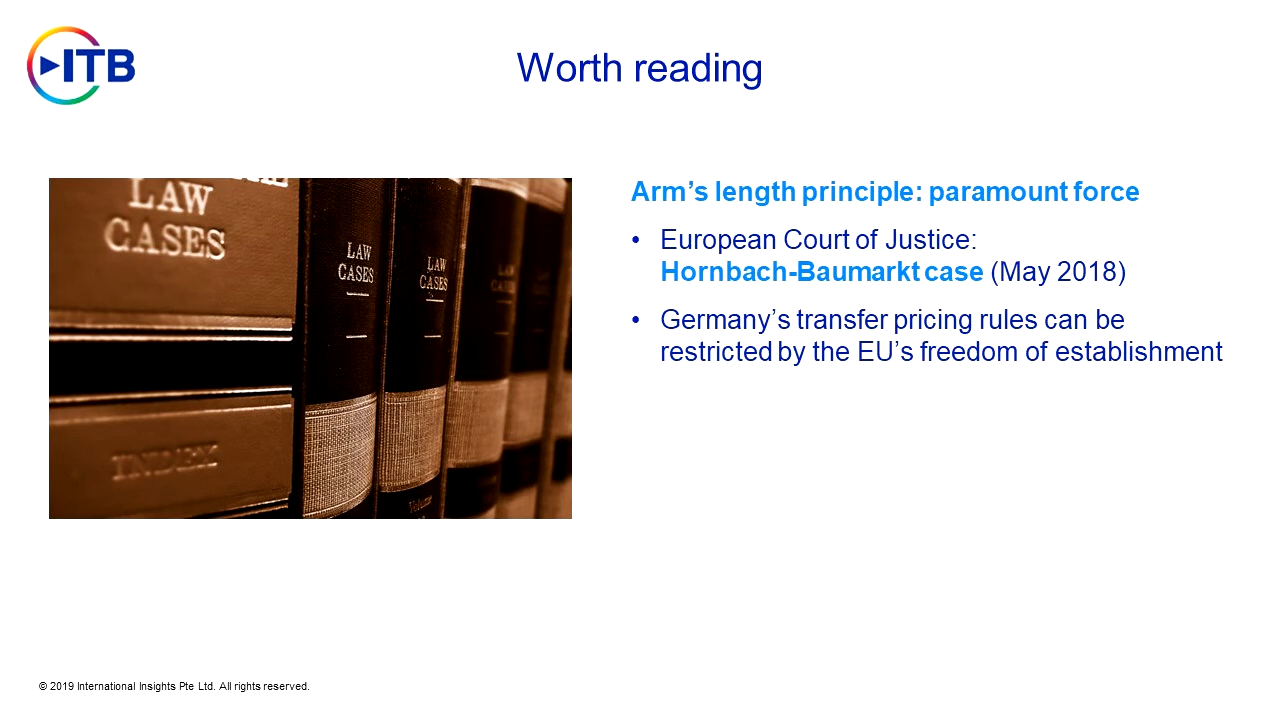 ITB
Worth reading
LAW
CASES
INDEX
LAW
CASES
LAW
CASES
Volume
Arm’s length principle: paramount force
• European Court of Justice:
Hornbach-Baumarkt case (May 2018)
• Germany’s transfer pricing rules can be
restricted by the EU’s freedom of establishment
© 2019 International Insights Pte Ltd. All rights reserved.